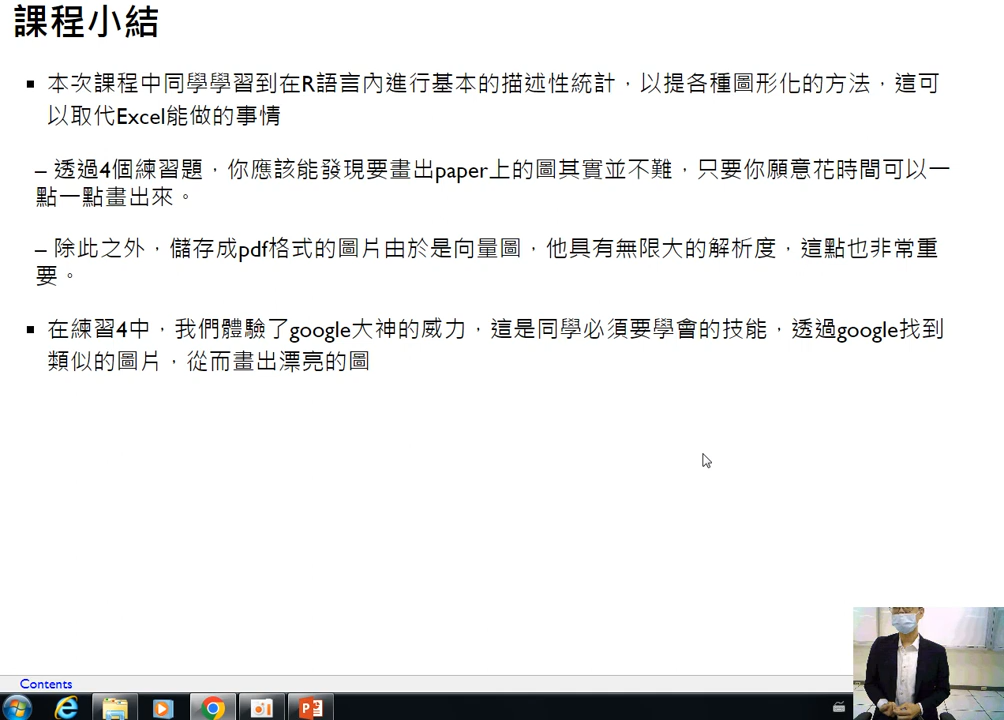 課程小結
本次課程中同學學習到在R語言內進行基本的描述性統計，以提各種圖形化的方法，這可
以取代Excel能做的事情
– 透過4個練習題，你應該能發現要畫出paper上的圖其實並不難，只要你願意花時間可以一
點一點畫出來。
– 除此之外，儲存成pdf格式的圖片由於是向量圖，他具有無限大的解析度，這點也非常重
要。
在練習4中，我們體驗了google大神的威力，這是同學必須要學會的技能，透過google找到
類似的圖片，從而畫出漂亮的圖
Contents